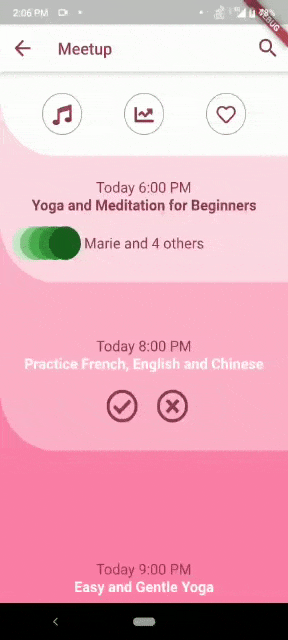 2:06 PM
78%
DEBUG
Meetup
Today 6:00 PM
Yoga and Meditation for Beginners
Marie and 4 others
Today 8:00 PM
Practice French, English and Chinese
Today 9:00 PM
Easy and Gentle Yoga